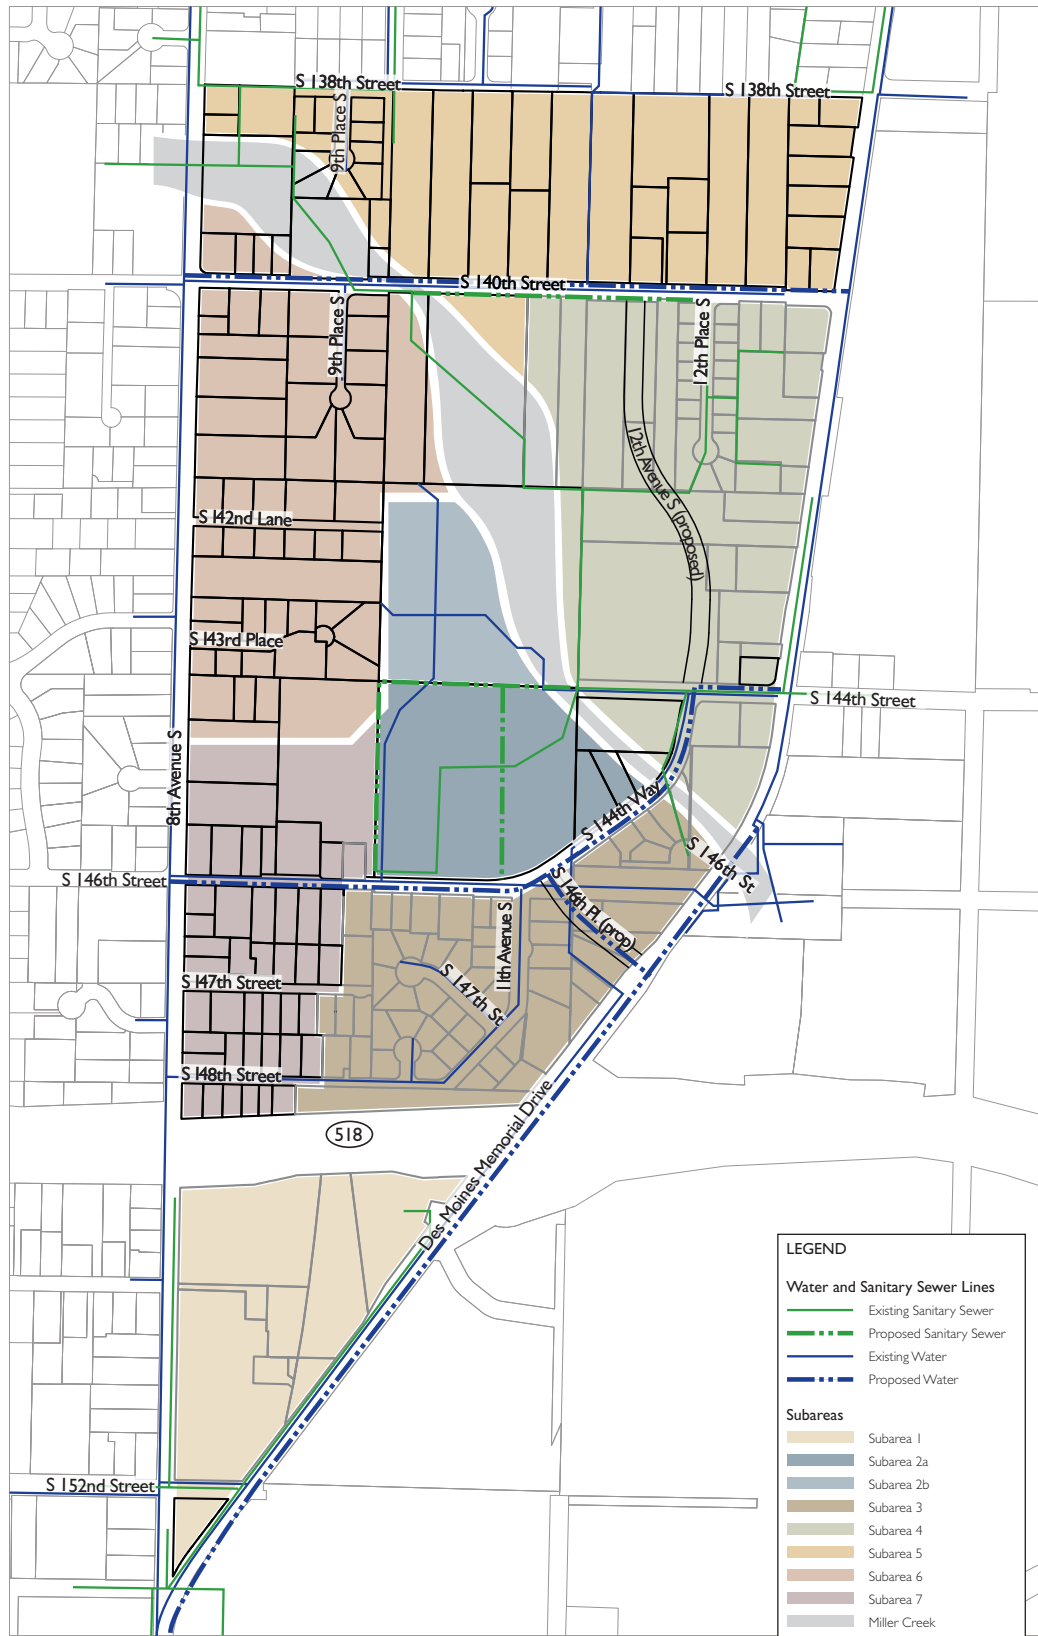 S 138th Street
S 138th Street
9th Place S
S 140th Street
9th Place S
12th Place S
12th Avenue S (proposed)
S 142nd Lane
S 143rd Place
S 144th Street
8th Avenue S
S 144th Way
S 146th St
S 146th Street
S 146th Pl. (prop)
11th Avenue S
S 147th Street
S 147th St
S 148th Street
518
Des Moines Memorial Drive
S 152nd Street
LEGEND
Water and Sanitary Sewer Lines
Existing Sanitary Sewer
Proposed Sanitary Sewer
Existing Water
Proposed Water
Subareas
Subarea 1
Subarea 2a
Subarea 2b
Subarea 3
Subarea 4
Subarea 5
Subarea 6
Subarea 7
Miller Creek